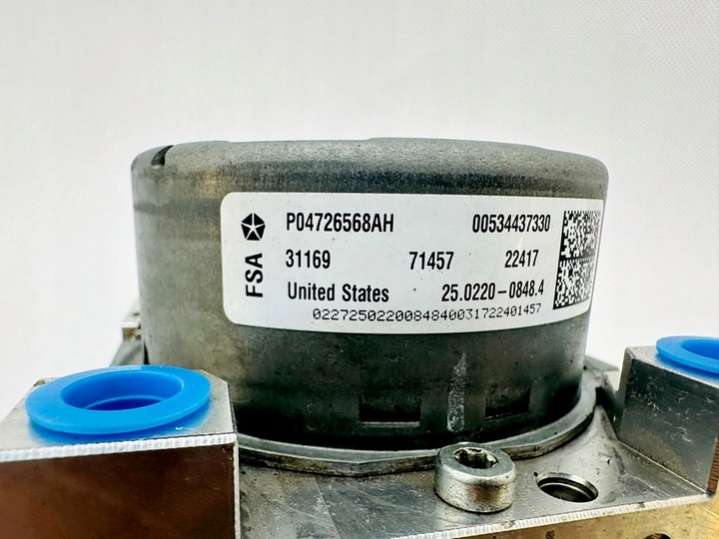 FSA
P04726568AH 00534437330
31169 71457 22417
United States 25.0220-0848.4
0227250220084840031722401457